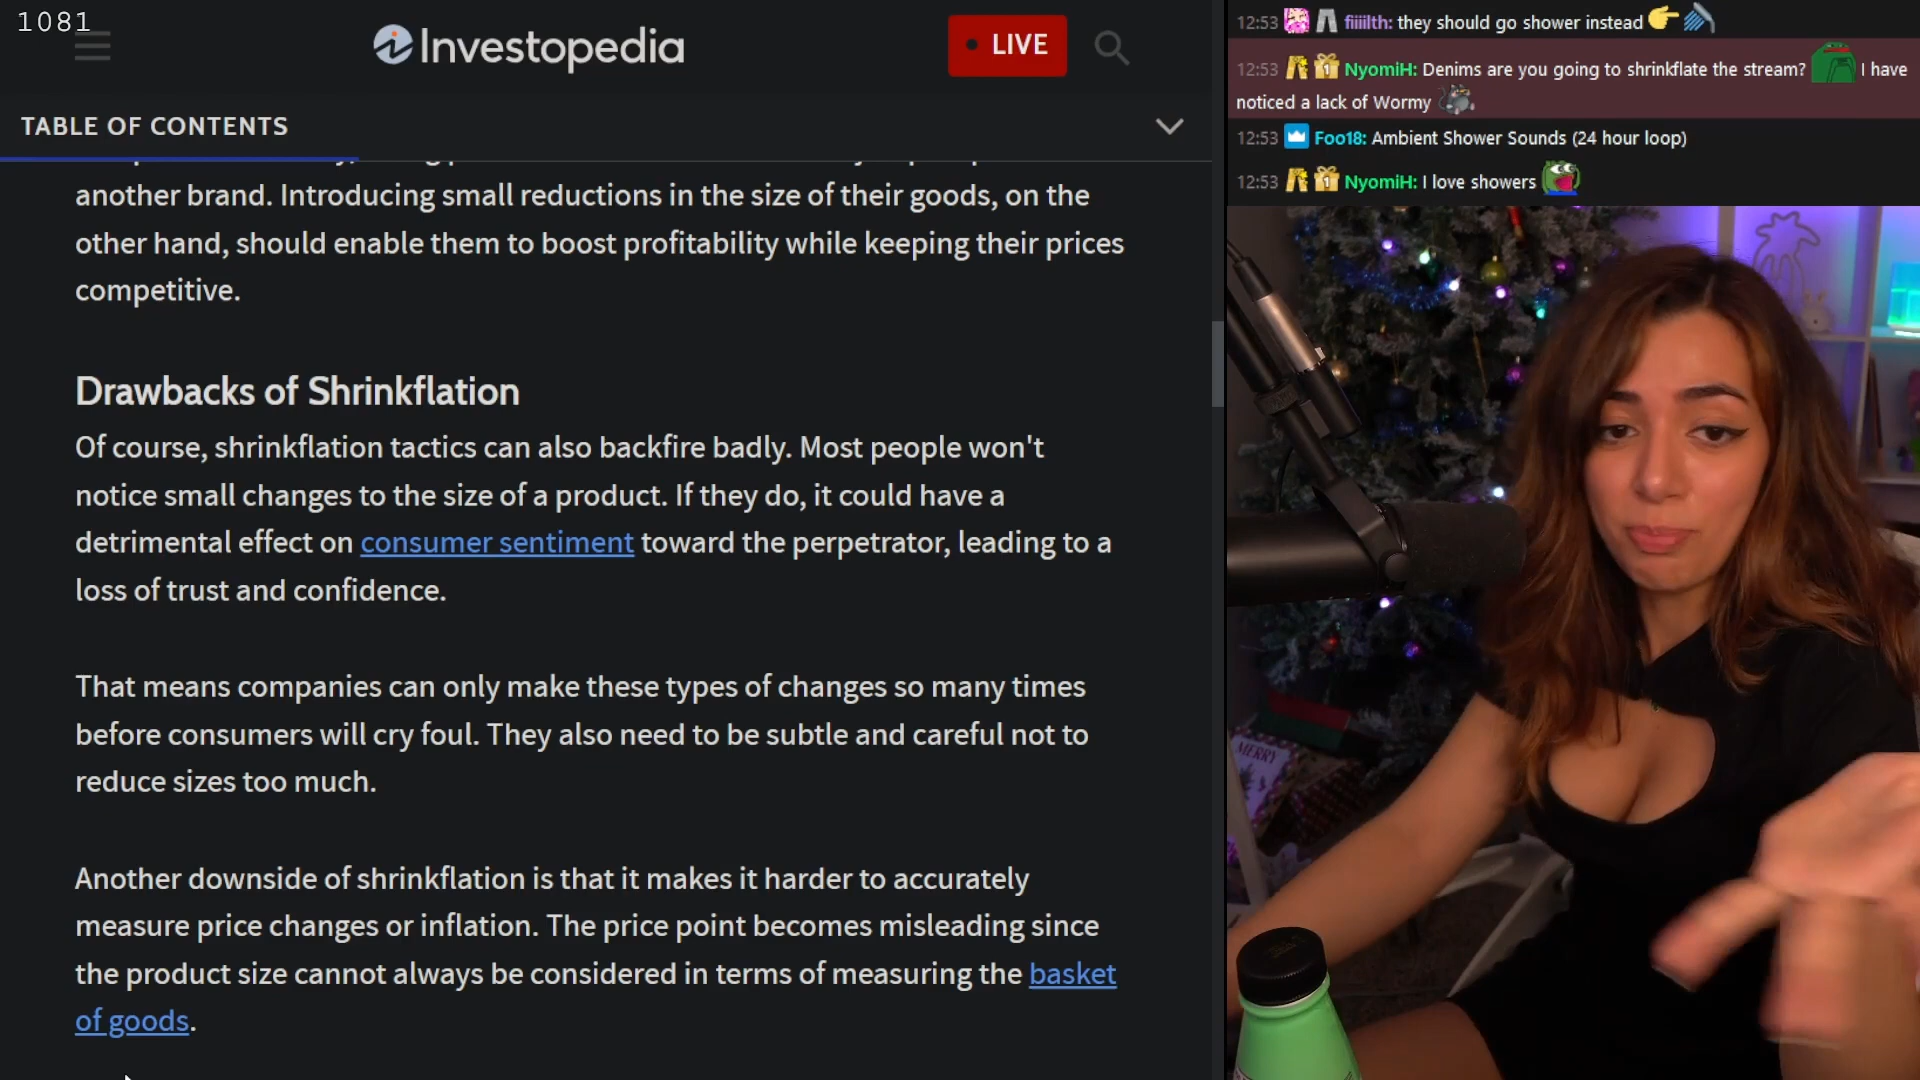 1081
Investopedia
LIVE
TABLE OF CONTENTS
another brand. Introducing small reductions in the size of their goods, on the
other hand, should enable them to boost profitability while keeping their prices
competitive.
Drawbacks of Shrinkflation
Of course, shrinkflation tactics can also backfire badly. Most people won't
notice small changes to the size of a product. If they do, it could have a
detrimental effect on consumer sentiment toward the perpetrator, leading to a
loss of trust and confidence.
That means companies can only make these types of changes so many times
before consumers will cry foul. They also need to be subtle and careful not to
reduce sizes too much.
Another downside of shrinkflation is that it makes it harder to accurately
measure price changes or inflation. The price point becomes misleading since
the product size cannot always be considered in terms of measuring the basket
of goods.
12:53 fiiiilth: they should go shower instead
12:53 1 NyomiH: Denims are you going to shrinkflate the stream? I have
noticed a lack of Wormy
12:53 Foo18: Ambient Shower Sounds (24 hour loop)
12:53 1 NyomiH: I love showers
MERRY